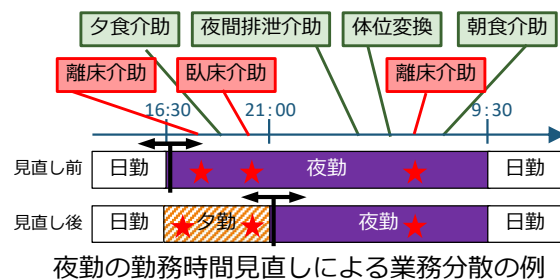 夕食介助 夜間排泄介助 体位変換 朝食介助
離床介助 臥床介助 離床介助
16:30 21:00 9:30
見直し前 日勤 夜勤 日勤
見直し後 日勤 夕勤 夜勤 日勤
夜勤の勤務時間見直しによる業務分散の例